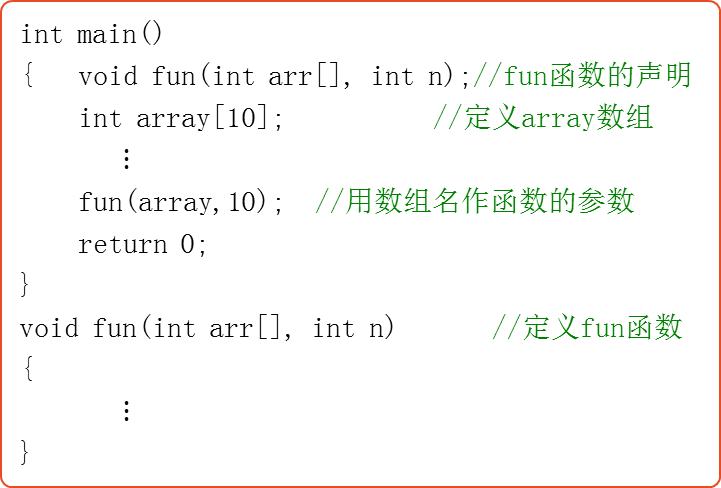 int main()
{ void fun(int arr[], int n);//fun函数的声明
int array[10]; //定义array数组
⋮
fun(array,10); //用数组名作函数的参数
return 0;
}
void fun(int arr[], int n) //定义fun函数
{
⋮
}